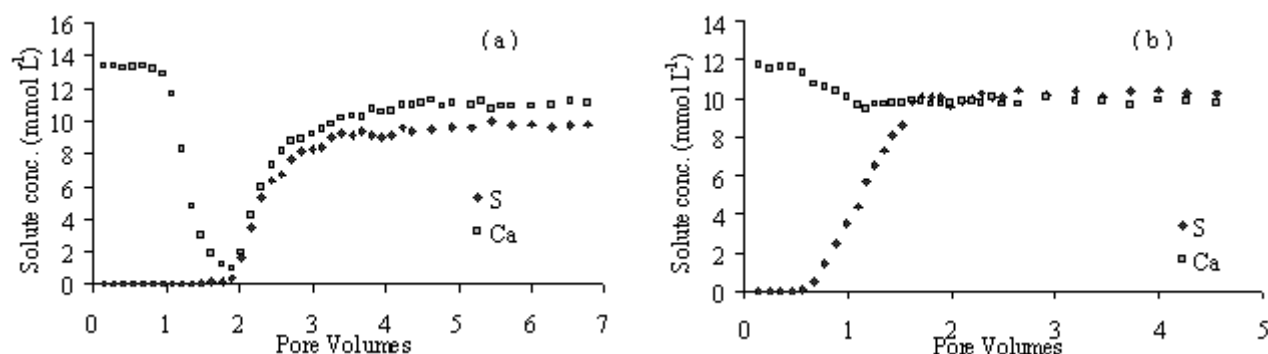 ( a )
Solute conc. (mmol L-1)
16
14
12
10
8
6
4
2
0
S
Ca
0 1 2 3 4 5 6 7
Pore Volumes
( b )
Solute conc. (mmol L-1)
14
12
10
8
6
4
2
0
S
Ca
0 1 2 3 4 5
Pore Volumes